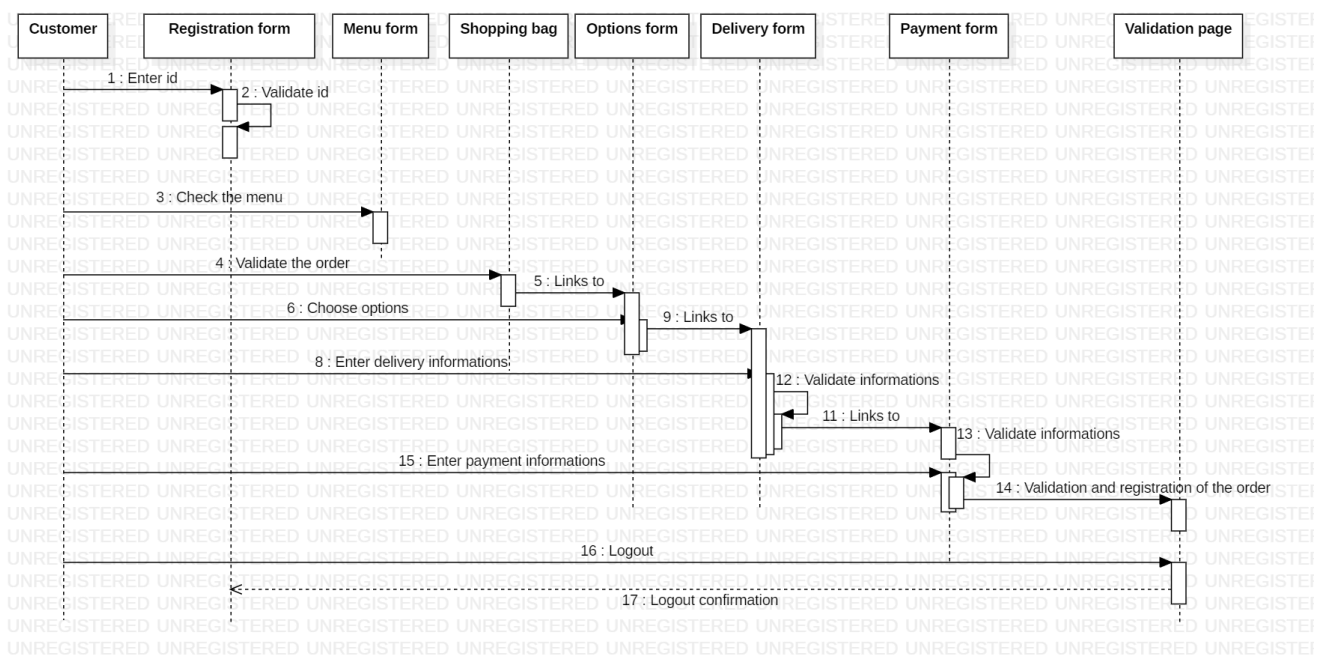 Customer
Registration form
Menu form
Shopping bag
Options form
Delivery form
Payment form
Validation page
1 : Enter id
2 : Validate id
3 : Check the menu
4 : Validate the order
5 : Links to
6 : Choose options
9 : Links to
8 : Enter delivery informations
12 : Validate informations
11 : Links to
13 : Validate informations
15 : Enter payment informations
14 : Validation and registration of the order
16 : Logout
17 : Logout confirmation
UNREGISTERED